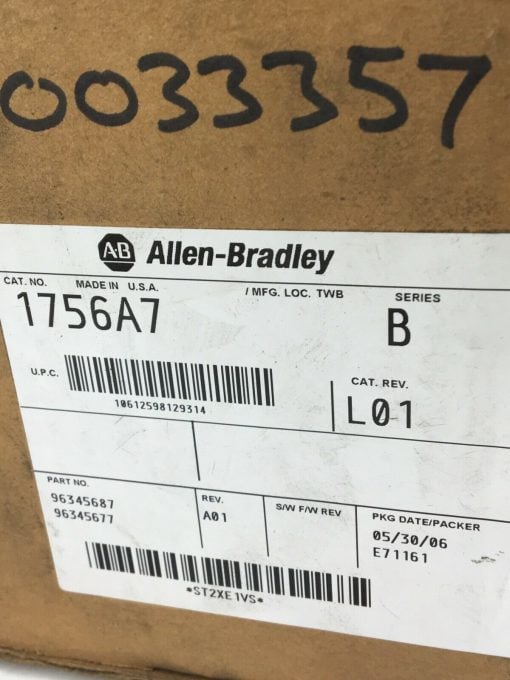 0033357
A·B Allen-Bradley
CAT. NO. MADE IN U.S.A. / MFG. LOC. TWB SERIES
1756A7 B
U.P.C. CAT. REV.
10612598129314 L01
PART NO. REV. S/W F/W REV PKG DATE/PACKER
96345687 A01 05/30/06
96345677 E71161
*ST2XE1VS*